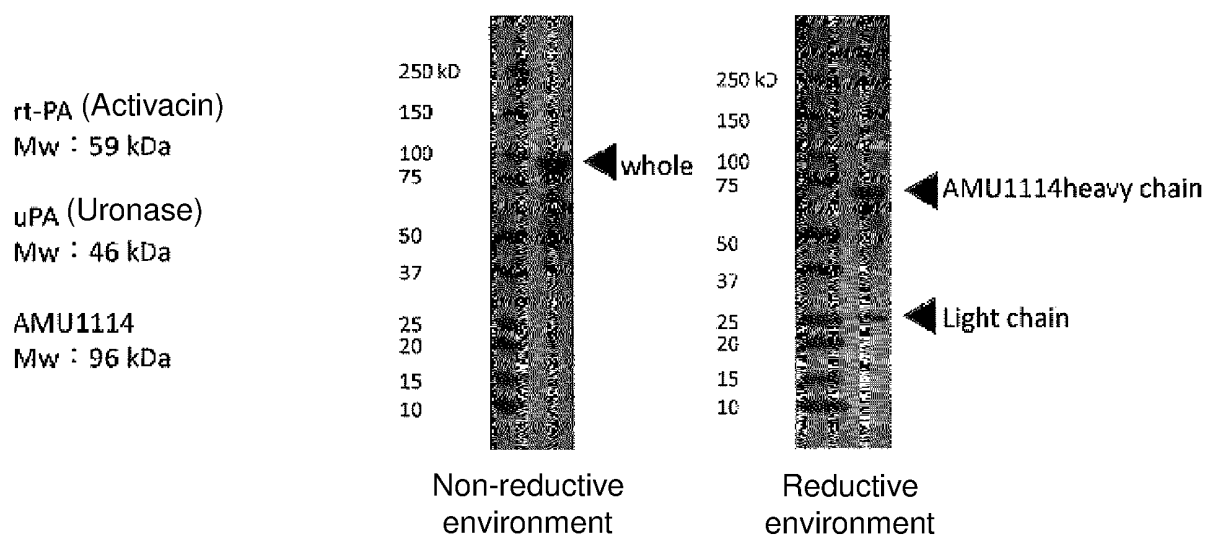 rt-PA (Activacin)
Mw：59 kDa
uPA (Uronase)
Mw：46 kDa
AMU1114
Mw：96 kDa
250 kD
150
100
75
50
37
25
20
15
10
whole
Non-reductive
environment
250 kD
150
100
75
50
37
25
20
15
10
AMU1114heavy chain
Light chain
Reductive
environment